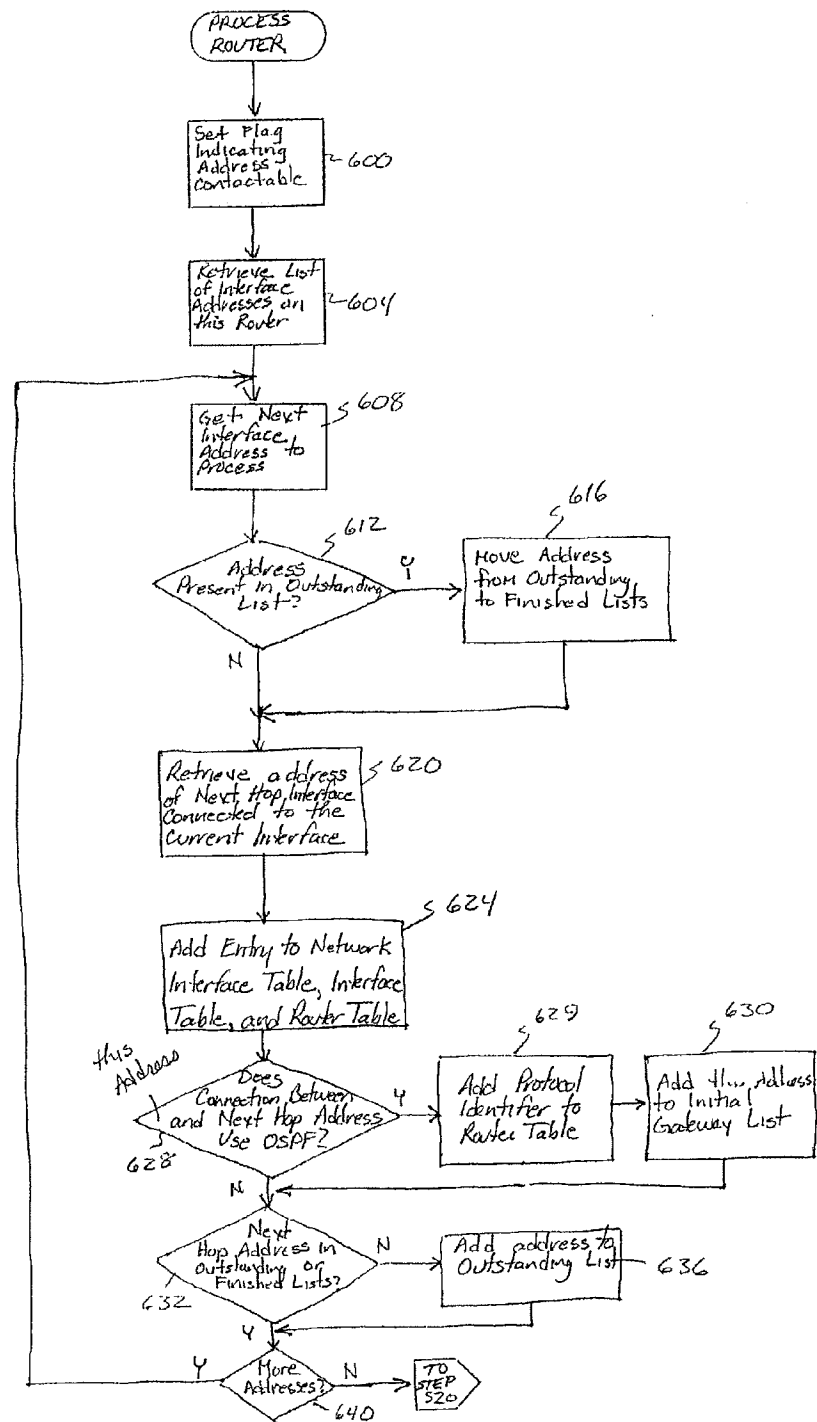 PROCESS
ROUTER
Set Flag
Indicating
Address
Contactable
600
Retrieve List
of Interface
Addresses on
this Router
604
Get Next
Interface
Address to
Process
608
612
Address
Present in Outstanding
List?
Y
N
616
Move Address
from Outstanding
to Finished Lists
620
Retrieve address
of Next Hop Interface
Connected to the
Current Interface
624
Add Entry to Network
Interface Table, Interface
Table, and Router Table
this
Address
Does
Connection Between
and Next Hop Address
Use OSPF?
628
Y
N
629
Add Protocol
Identifer to
Router Table
630
Add Address
to Initial
Gateway List
Next
Hop Address in
Outstanding or
Finished Lists?
632
N
Y
Add address to
Outstanding List
636
More
Addresses?
640
Y
N
TO
STEP
520